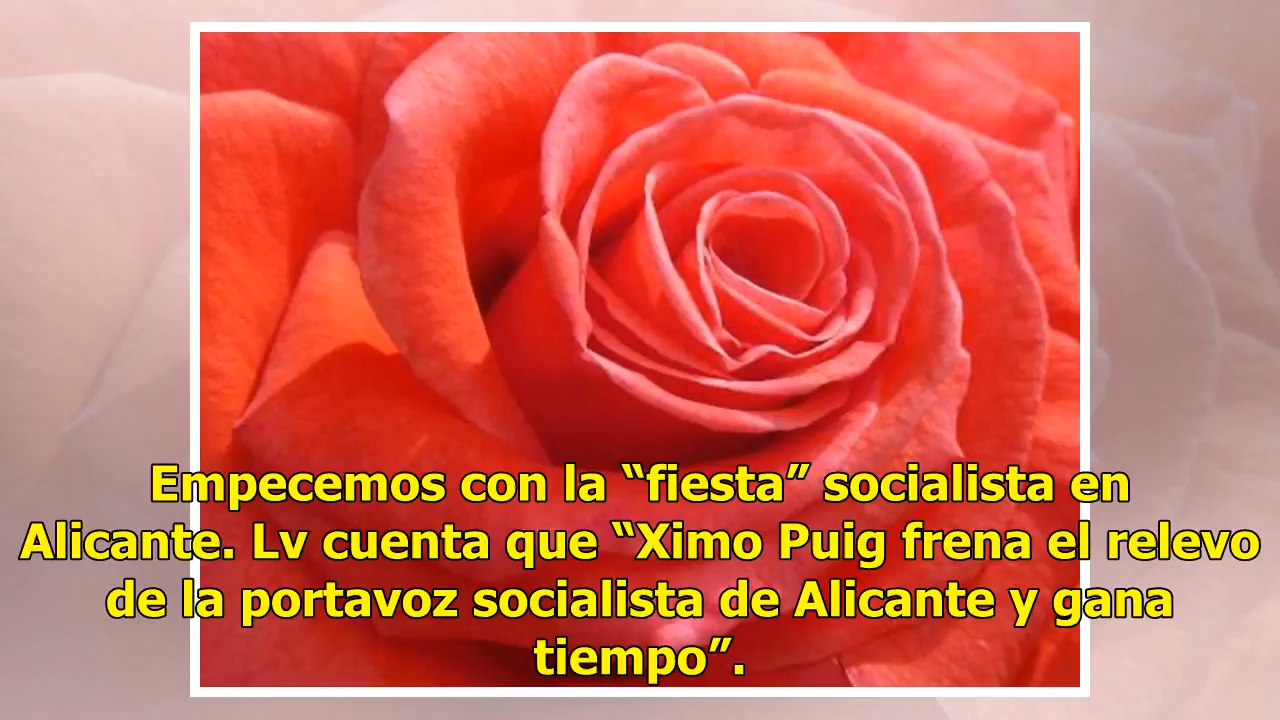 Empecemos con la “fiesta” socialista en
Alicante. Lv cuenta que “Ximo Puig frena el relevo
de la portavoz socialista de Alicante y gana
tiempo”.